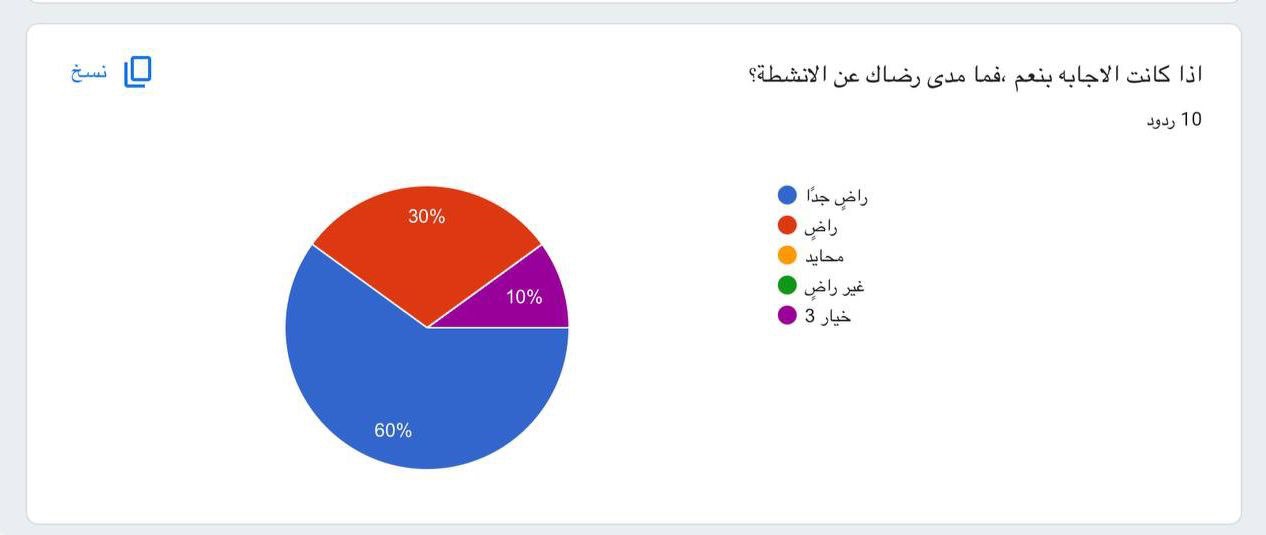 اذا كانت الاجابه بنعم ،فما مدى رضاك عن الانشطة؟
نسخ
10 ردود
راضٍ جدًا
راضٍ
محايد
غير راضٍ
خيار 3
30%
10%
60%